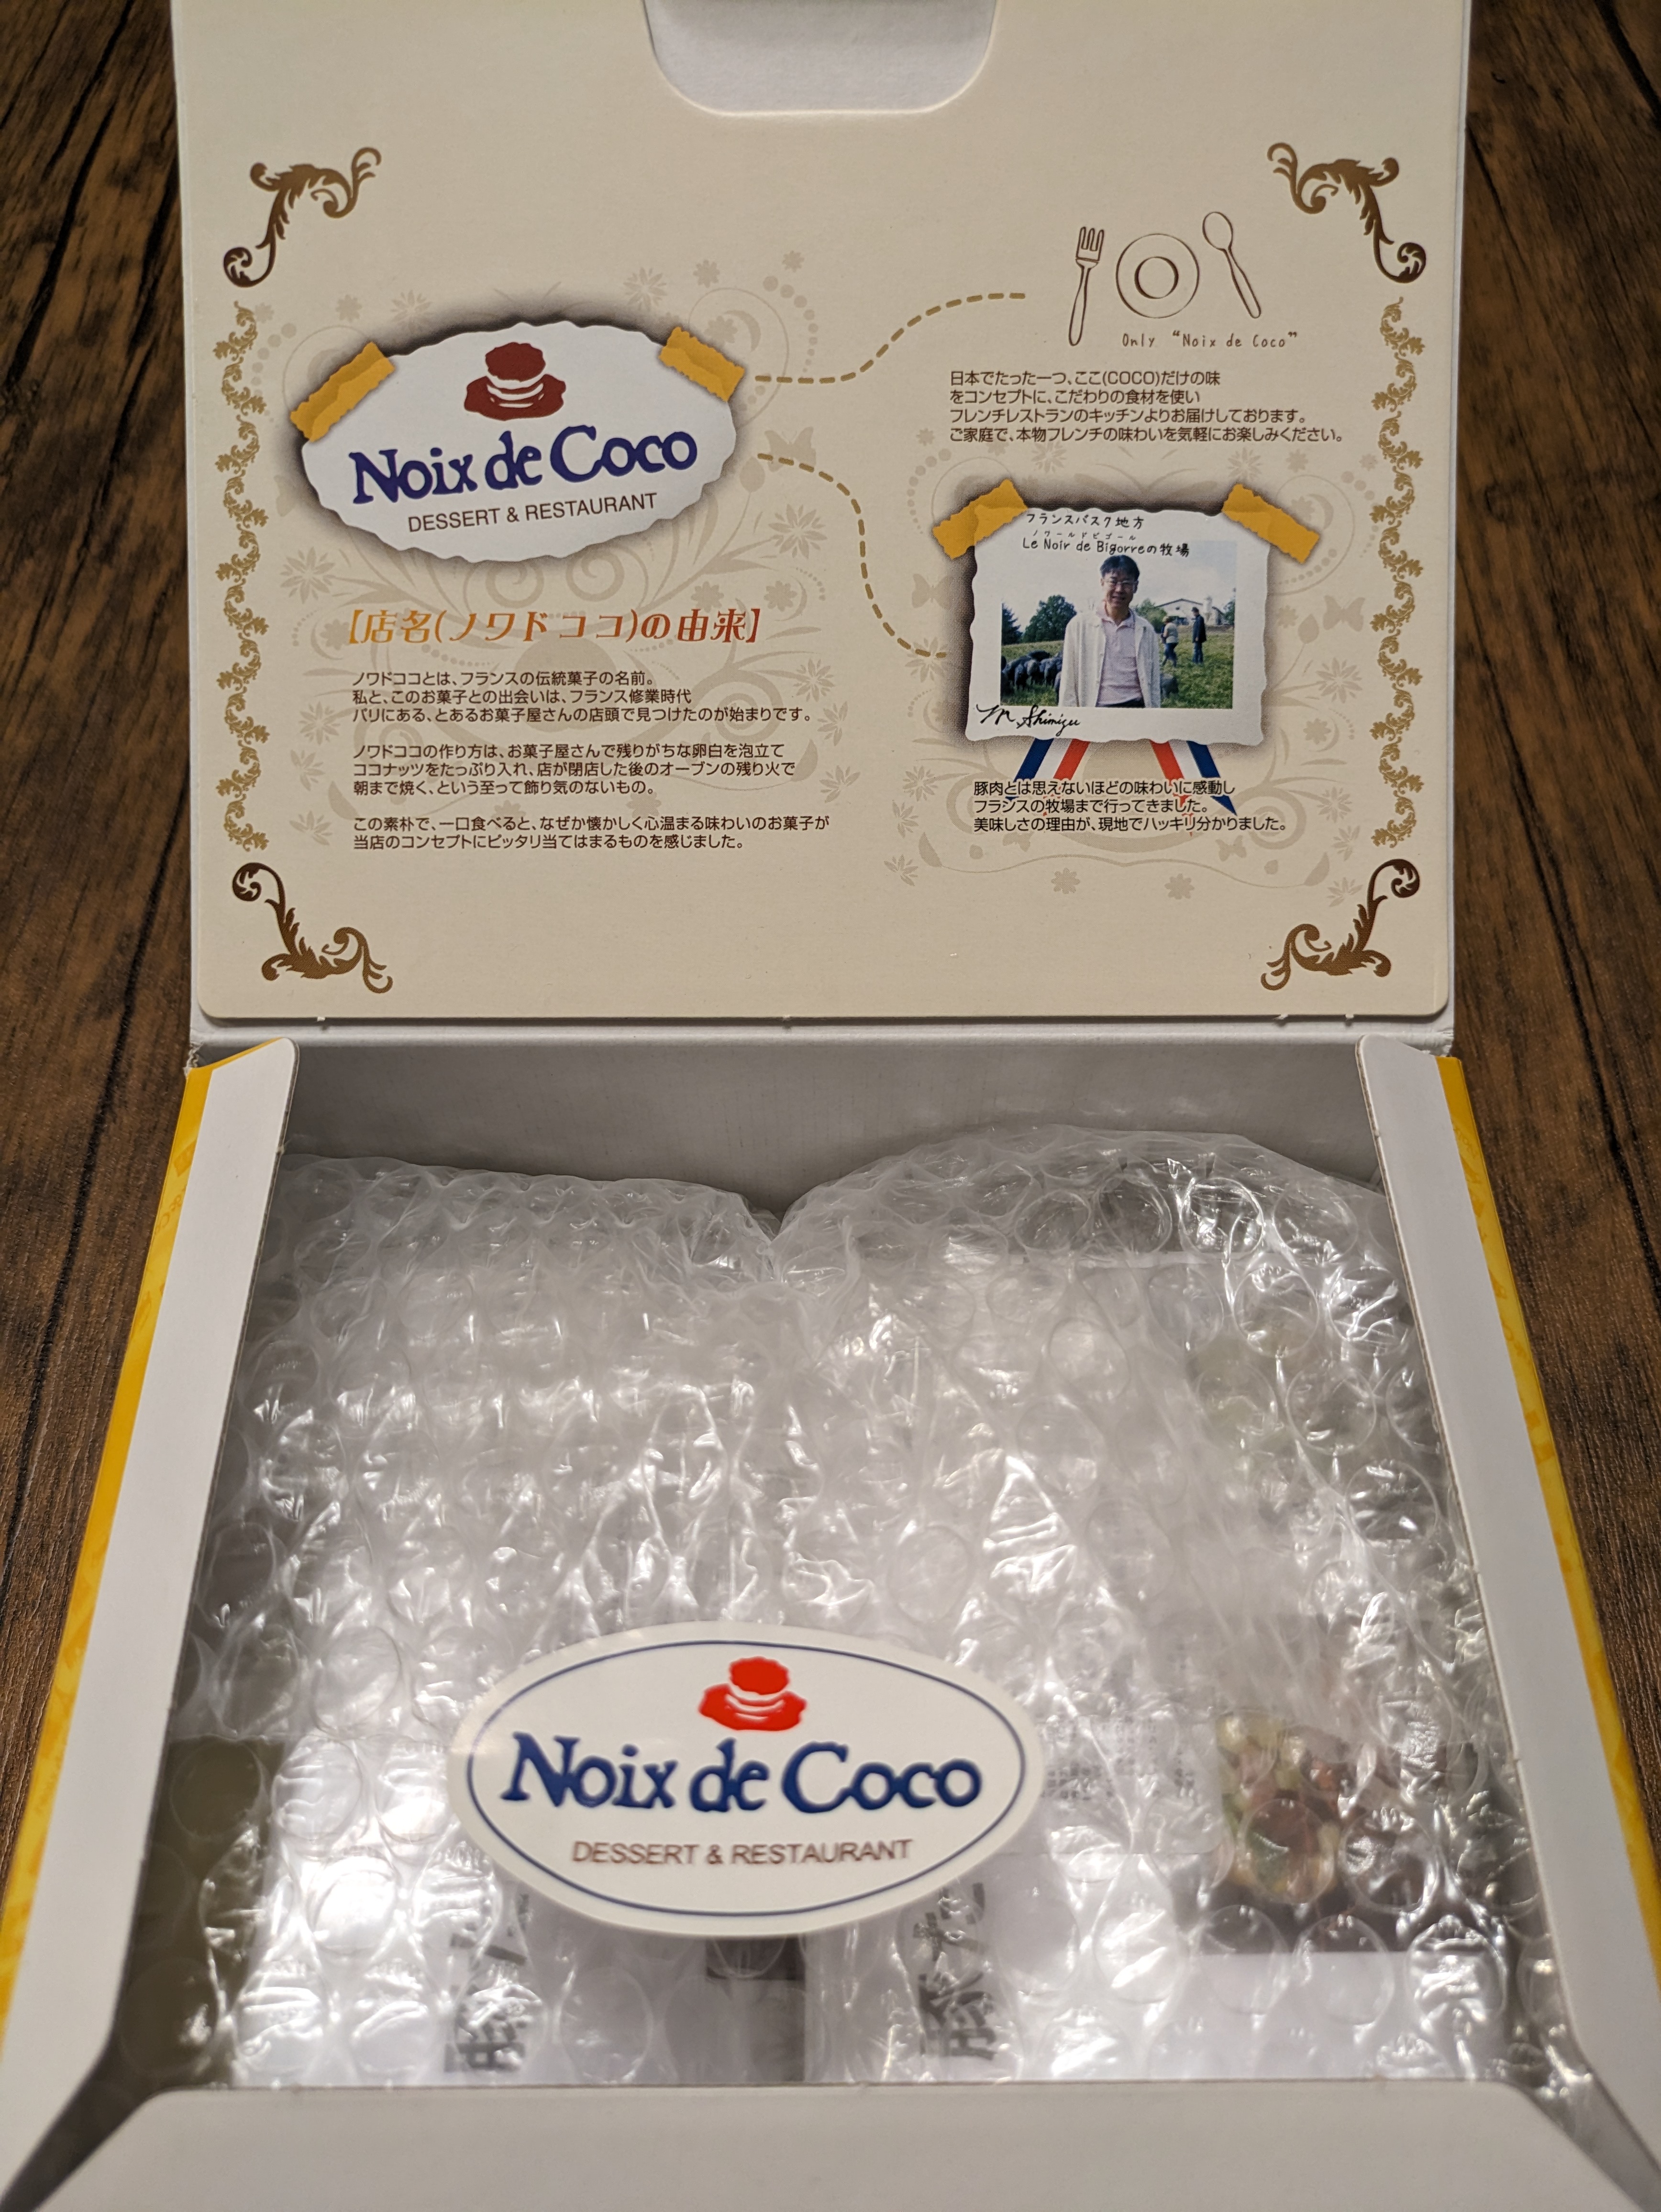 Only "Noix de Coco"
日本でたった一つ、ここ(COCO)だけの味
をコンセプトに、こだわりの食材を使い
フレンチレストランのキッチンよりお届けしております。
ご家庭で、本物フレンチの味わいを気軽にお楽しみください。
Noix de Coco
DESSERT & RESTAURANT
フランスバスク地方
ノワールドビゴール
Le Noir de Bigorreの牧場
M Shimizu
【店名(ノワドココ)の由来】
ノワドココとは、フランスの伝統菓子の名前。
私と、このお菓子との出会いは、フランス修業時代
パリにある、とあるお菓子屋さんの店頭で見つけたのが始まりです。
ノワドココの作り方は、お菓子屋さんで残りがちな卵白を泡立て
ココナッツをたっぷり入れ、店が閉店した後のオーブンの残り火で
朝まで焼く、という至って飾り気のないもの。
この素朴で、一口食べると、なぜか懐かしく心温まる味わいのお菓子が
当店のコンセプトにピッタリ当てはまるものを感じました。
豚肉とは思えないほどの味わいに感動し
フランスの牧場まで行ってきました。
美味しさの理由が、現地でハッキリ分かりました。
Noix de Coco
DESSERT & RESTAURANT